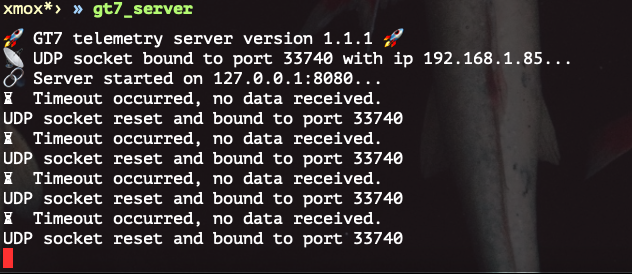 xmox*› » gt7_server
🚀 GT7 telemetry server version 1.1.1 🚀
📡 UDP socket bound to port 33740 with ip 192.168.1.85...
🔗 Server started on 127.0.0.1:8080...
⌛ Timeout occurred, no data received.
UDP socket reset and bound to port 33740
⌛ Timeout occurred, no data received.
UDP socket reset and bound to port 33740
⌛ Timeout occurred, no data received.
UDP socket reset and bound to port 33740
⌛ Timeout occurred, no data received.
UDP socket reset and bound to port 33740